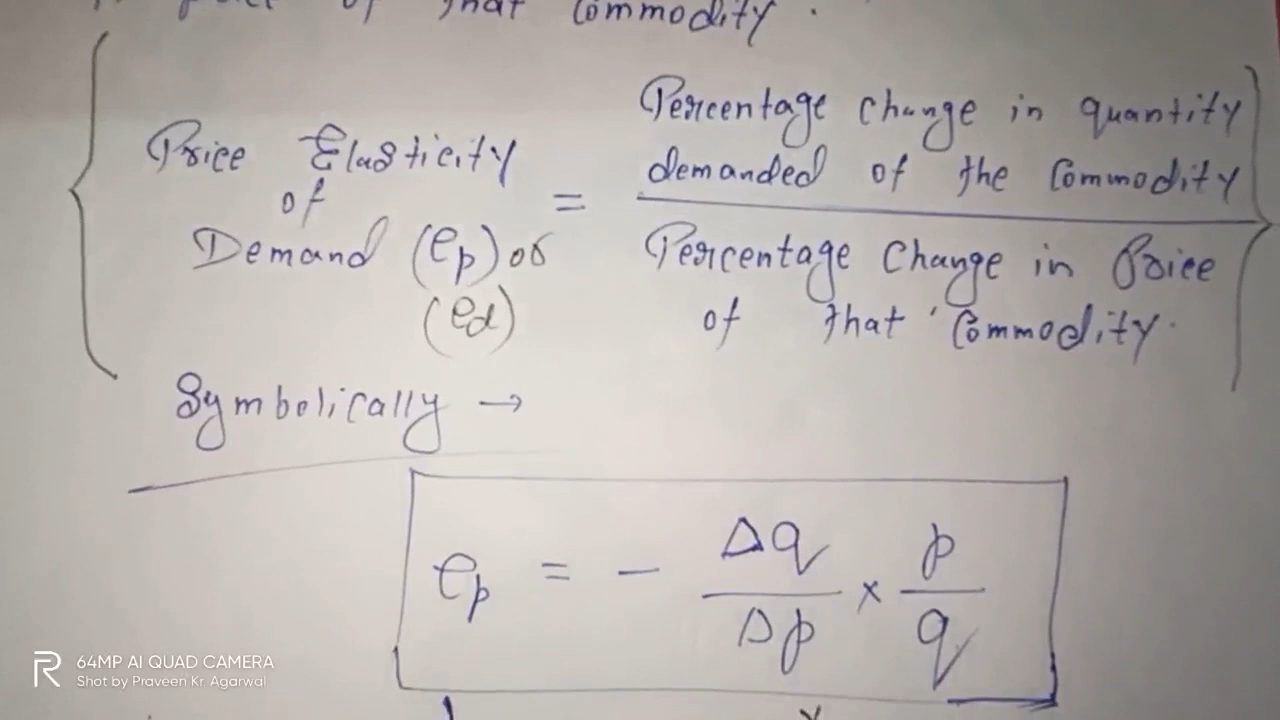 of that Commodity.
Price Elasticity
of
Demand (ep) or
(ed)
=
Percentage change in quantity
demanded of the Commodity
Percentage Change in Price
of that Commodity.
Symbolically →
ep = - Δq/Δp × p/q
64MP AI QUAD CAMERA
Shot by Praveen Kr. Agarwal